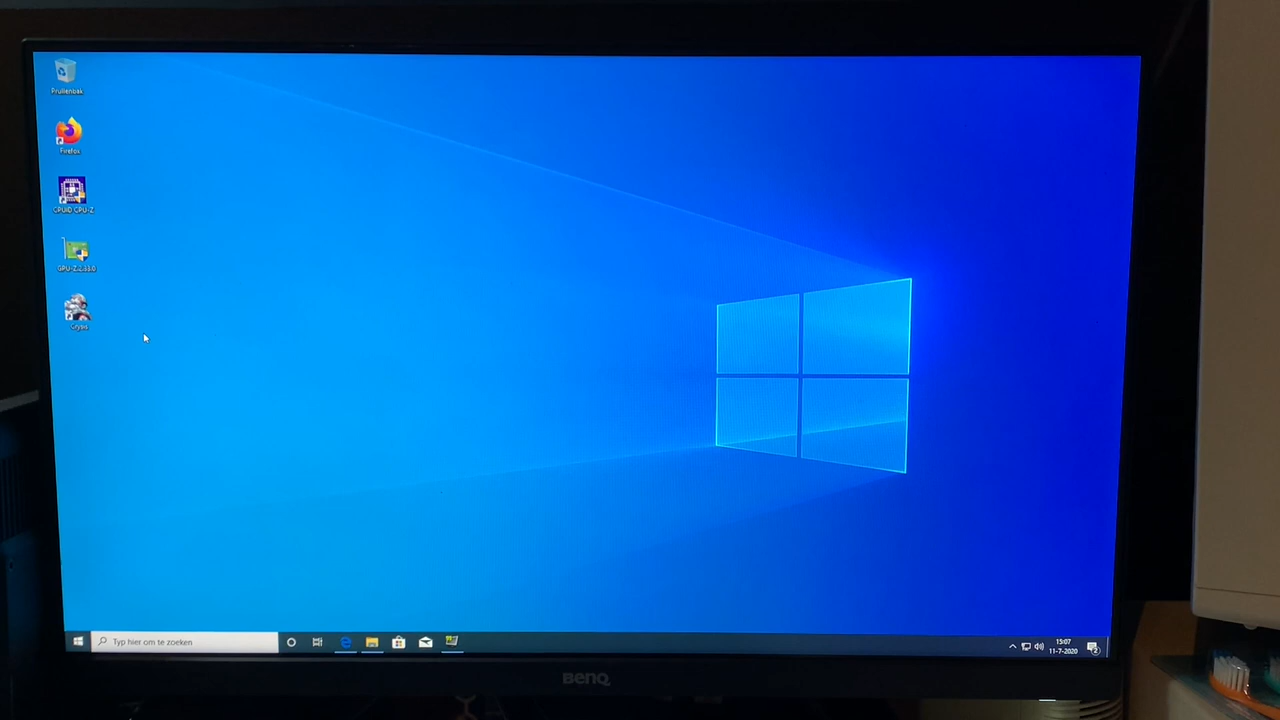 Prullenbak
Firefox
CPUID CPU-Z
GPU-Z.2.33.0
Crysis
Typ hier om te zoeken
15:07
11-7-2020
2
BenQ